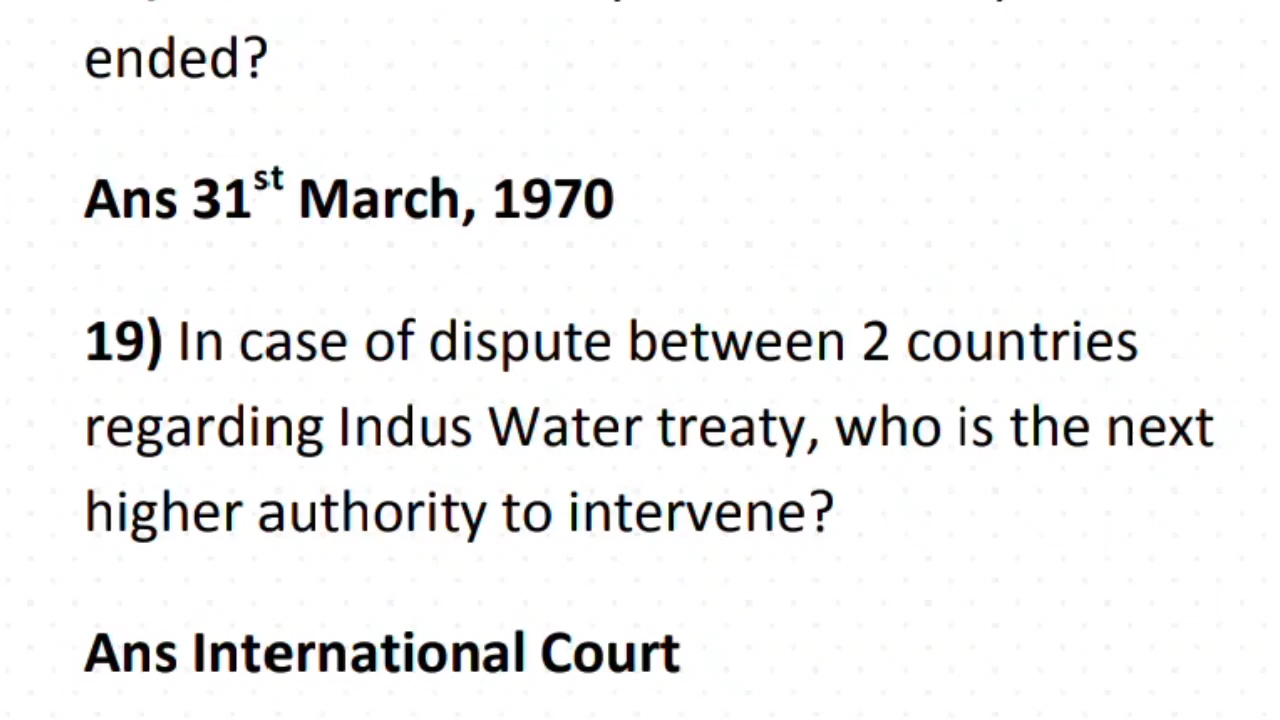 ended?
Ans 31st March, 1970
19) In case of dispute between 2 countries
regarding Indus Water treaty, who is the next
higher authority to intervene?
Ans International Court